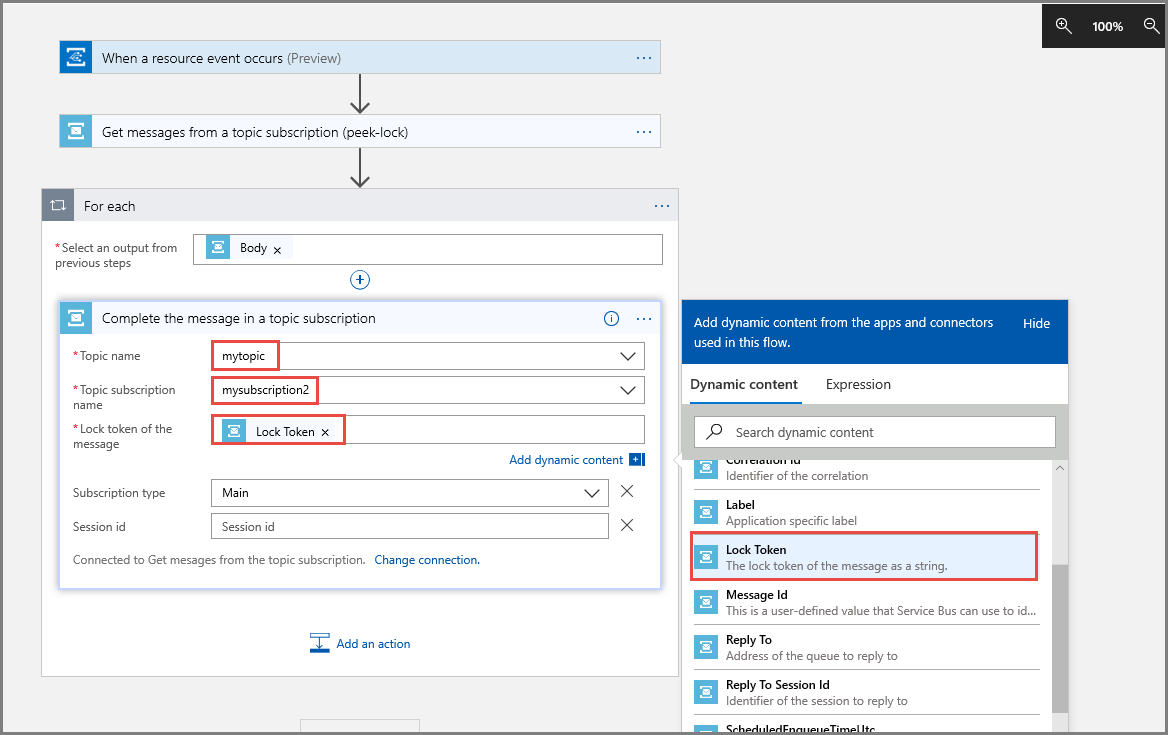 100%
When a resource event occurs (Preview)
Get messages from a topic subscription (peek-lock)
For each
*Select an output from
previous steps
Body
Complete the message in a topic subscription
*Topic name
mytopic
*Topic subscription
name
mysubscription2
*Lock token of the
message
Lock Token
Add dynamic content
Subscription type
Main
Session id
Session id
Connected to Get mesages from the topic subscription. Change connection.
Add an action
Add dynamic content from the apps and connectors
used in this flow.
Hide
Dynamic content
Expression
Search dynamic content
Correlation Id
Identifier of the correlation
Label
Application specific label
Lock Token
The lock token of the message as a string.
Message Id
This is a user-defined value that Service Bus can use to id...
Reply To
Address of the queue to reply to
Reply To Session Id
Identifier of the session to reply to
ScheduledEnqueueTimeUtc